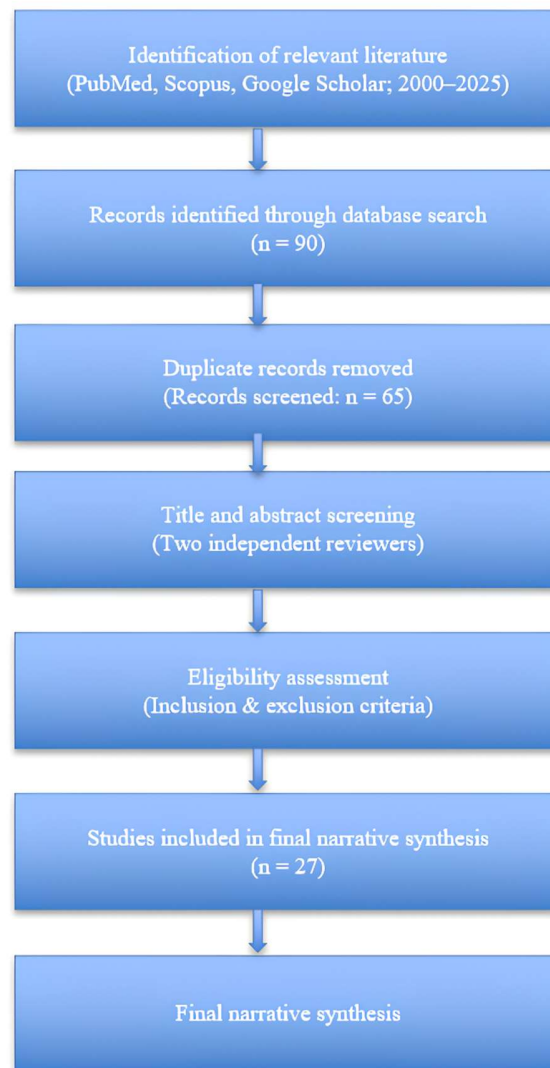 Identification of relevant literature
(PubMed, Scopus, Google Scholar; 2000–2025)
Records identified through database search
(n = 90)
Duplicate records removed
(Records screened: n = 65)
Title and abstract screening
(Two independent reviewers)
Eligibility assessment
(Inclusion & exclusion criteria)
Studies included in final narrative synthesis
(n = 27)
Final narrative synthesis